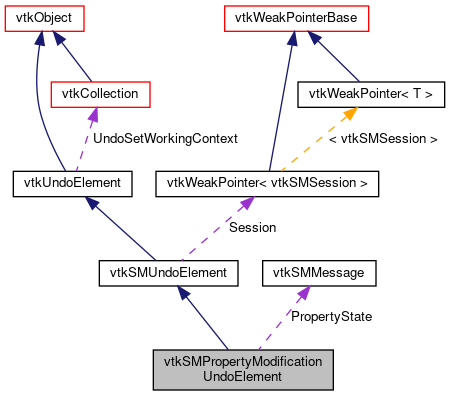 vtkObject
vtkWeakPointerBase
vtkCollection
vtkWeakPointer< T >
UndoSetWorkingContext
< vtkSMSession >
vtkUndoElement
vtkWeakPointer< vtkSMSession >
Session
vtkSMUndoElement
vtkSMMessage
PropertyState
vtkSMPropertyModification
UndoElement